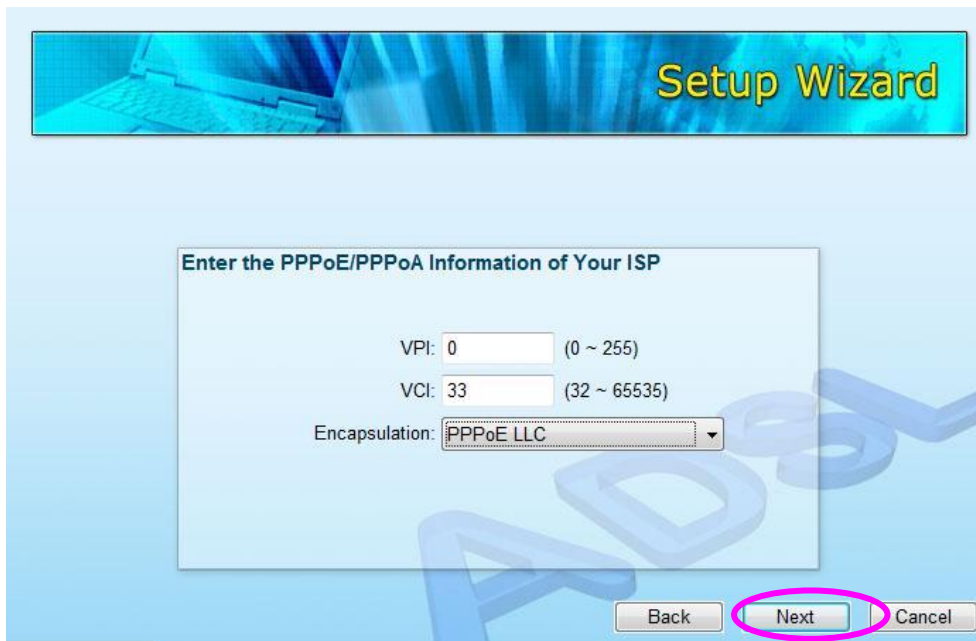 Setup Wizard
Enter the PPPoE/PPPoA Information of Your ISP
VPI: 0 (0 ~ 255)
VCI: 33 (32 ~ 65535)
Encapsulation: PPPoE LLC
ADSL
Back Next Cancel